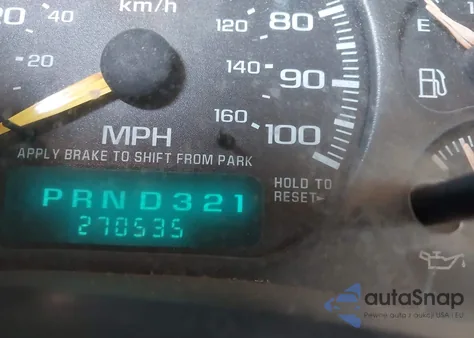 km/h
80
20
40
120
140
90
160
100
E
MPH
APPLY BRAKE TO SHIFT FROM PARK
PRND321
270535
HOLD TO
RESET
autoSnap